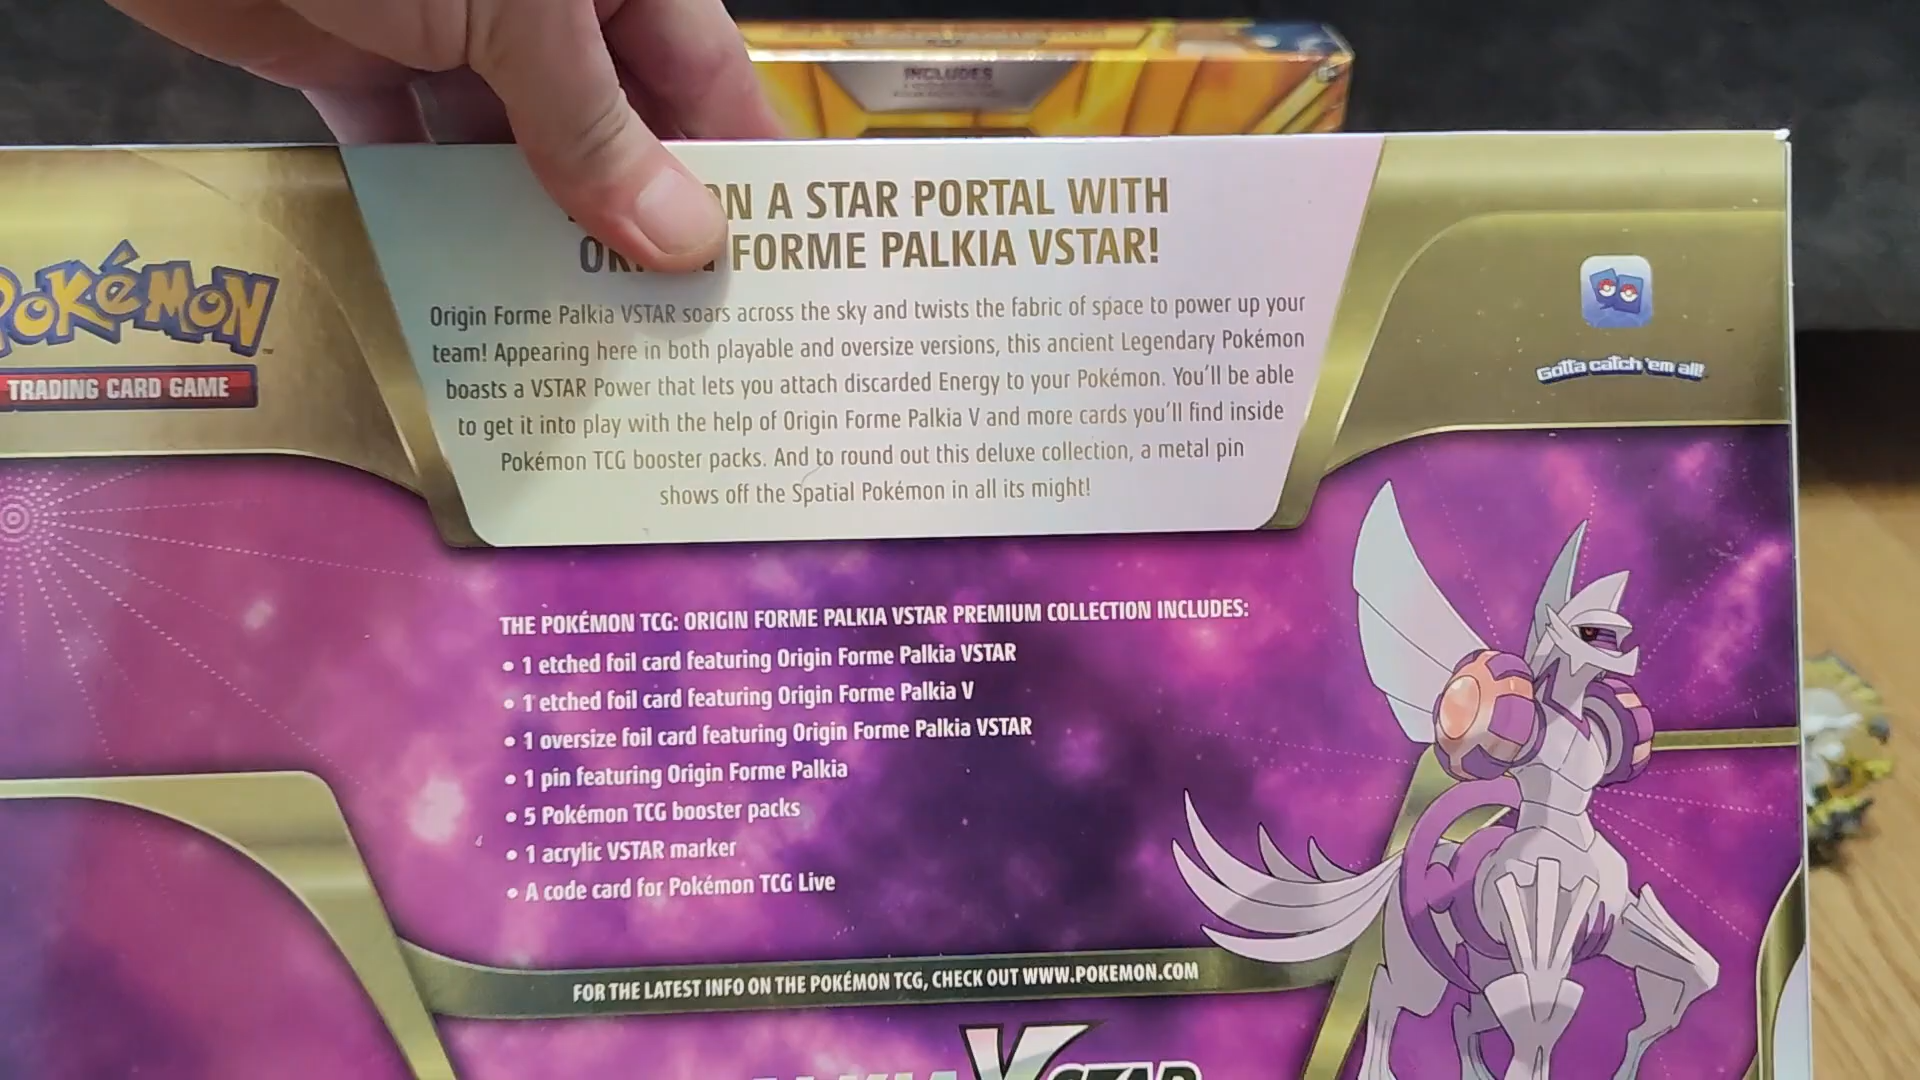 INCLUDES
A STAR PORTAL WITH
FORME PALKIA VSTAR!
Origin Forme Palkia VSTAR soars across the sky and twists the fabric of space to power up your
team! Appearing here in both playable and oversize versions, this ancient Legendary Pokémon
boasts a VSTAR Power that lets you attach discarded Energy to your Pokémon. You'll be able
to get it into play with the help of Origin Forme Palkia V and more cards you'll find inside
Pokémon TCG booster packs. And to round out this deluxe collection, a metal pin
shows off the Spatial Pokémon in all its might!
POKéMON
TRADING CARD GAME
Gotta catch 'em all!
THE POKÉMON TCG: ORIGIN FORME PALKIA VSTAR PREMIUM COLLECTION INCLUDES:
• 1 etched foil card featuring Origin Forme Palkia VSTAR
• 1 etched foil card featuring Origin Forme Palkia V
• 1 oversize foil card featuring Origin Forme Palkia VSTAR
• 1 pin featuring Origin Forme Palkia
• 5 Pokémon TCG booster packs
• 1 acrylic VSTAR marker
• A code card for Pokémon TCG Live
FOR THE LATEST INFO ON THE POKÉMON TCG, CHECK OUT WWW.POKEMON.COM
VSTAR